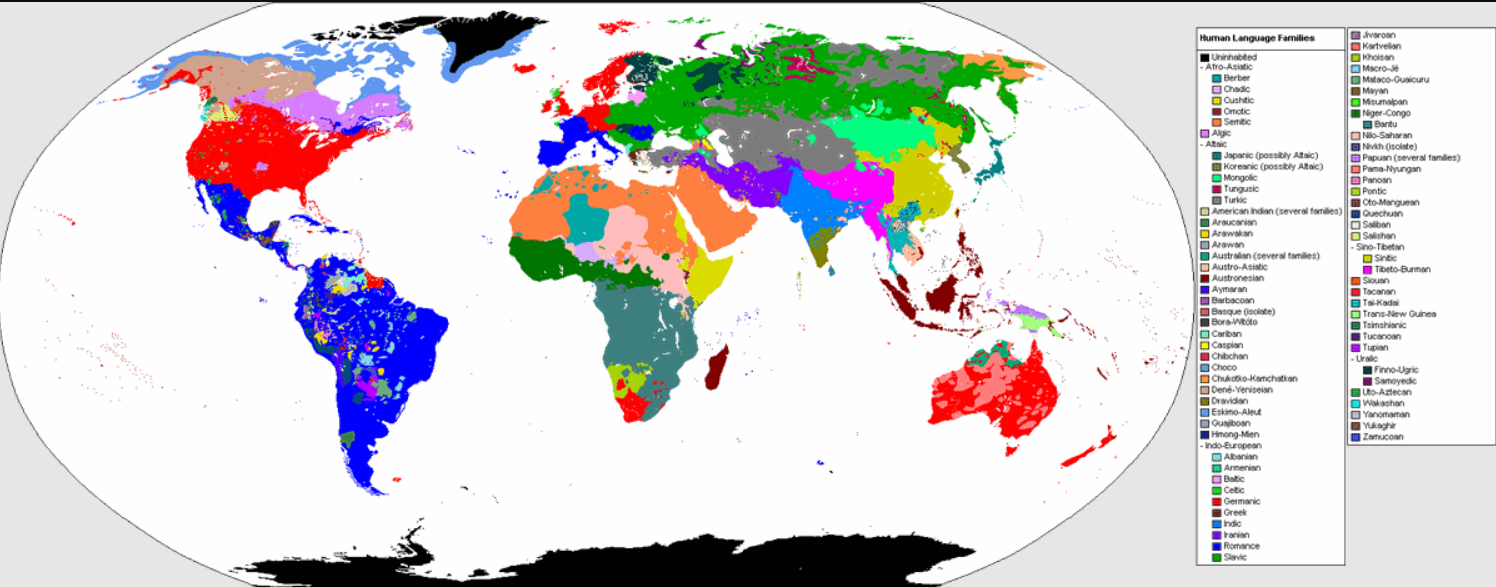 Human Language Families
Uninhabited
- Afro-Asiatic
Berber
Chadic
Cushitic
Omotic
Semitic
Algic
- Altaic
Japanic (possibly Altaic)
Koreanic (possibly Altaic)
Mongolic
Tungusic
Turkic
American Indian (several families)
Araucanian
Arawakan
Arawan
Australian (several families)
Austro-Asiatic
Austronesian
Aymaran
Barbacoan
Basque (isolate)
Bora-Witóto
Cariban
Caspian
Chibchan
Choco
Chukotko-Kamchatkan
Dené-Yeniseian
Dravidian
Eskimo-Aleut
Guajiboan
Hmong-Mien
- Indo-European
Albanian
Armenian
Baltic
Celtic
Germanic
Greek
Indic
Iranian
Romance
Slavic
Jivaroan
Kartvelian
Khoisan
Macro-Jê
Mataco-Guaicuru
Mayan
Misumalpan
Niger-Congo
Bantu
Nilo-Saharan
Nivkh (isolate)
Papuan (several families)
Pama-Nyungan
Panoan
Pontic
Oto-Manguean
Quechuan
Saliban
Salishan
- Sino-Tibetan
Sinitic
Tibeto-Burman
Siouan
Tacanan
Tai-Kadai
Trans-New Guinea
Tsimshianic
Tucanoan
Tupian
- Uralic
Finno-Ugric
Samoyedic
Uto-Aztecan
Wakashan
Yanomaman
Yukaghir
Zamucoan